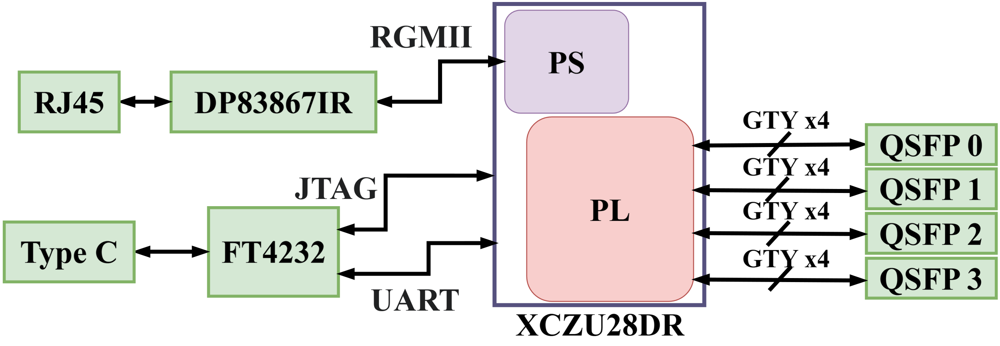 RGMII
PS
RJ45
DP83867IR
GTY x4
QSFP 0
GTY x4
QSFP 1
JTAG
PL
GTY x4
QSFP 2
Type C
FT4232
GTY x4
QSFP 3
UART
XCZU28DR